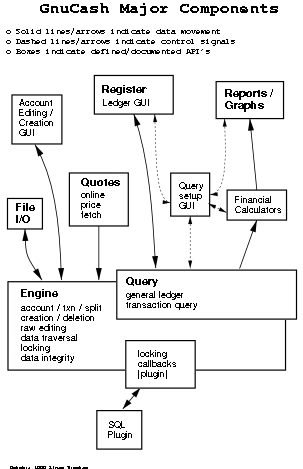 GnuCash Major Components
o Solid lines/arrows indicate data movement
o Dashed lines/arrows indicate control signals
o Boxes indicate defined/documented API's
Account
Editing /
Creation
GUI
Register
Ledger GUI
Reports /
Graphs
File
I/O
Quotes
online
price
fetch
Query
setup
GUI
Financial
Calculators
Engine
account / txn / split
creation / deletion
raw editing
data traversal
locking
data integrity
Query
general ledger
transaction query
locking
callbacks
|plugin|
SQL
Plugin